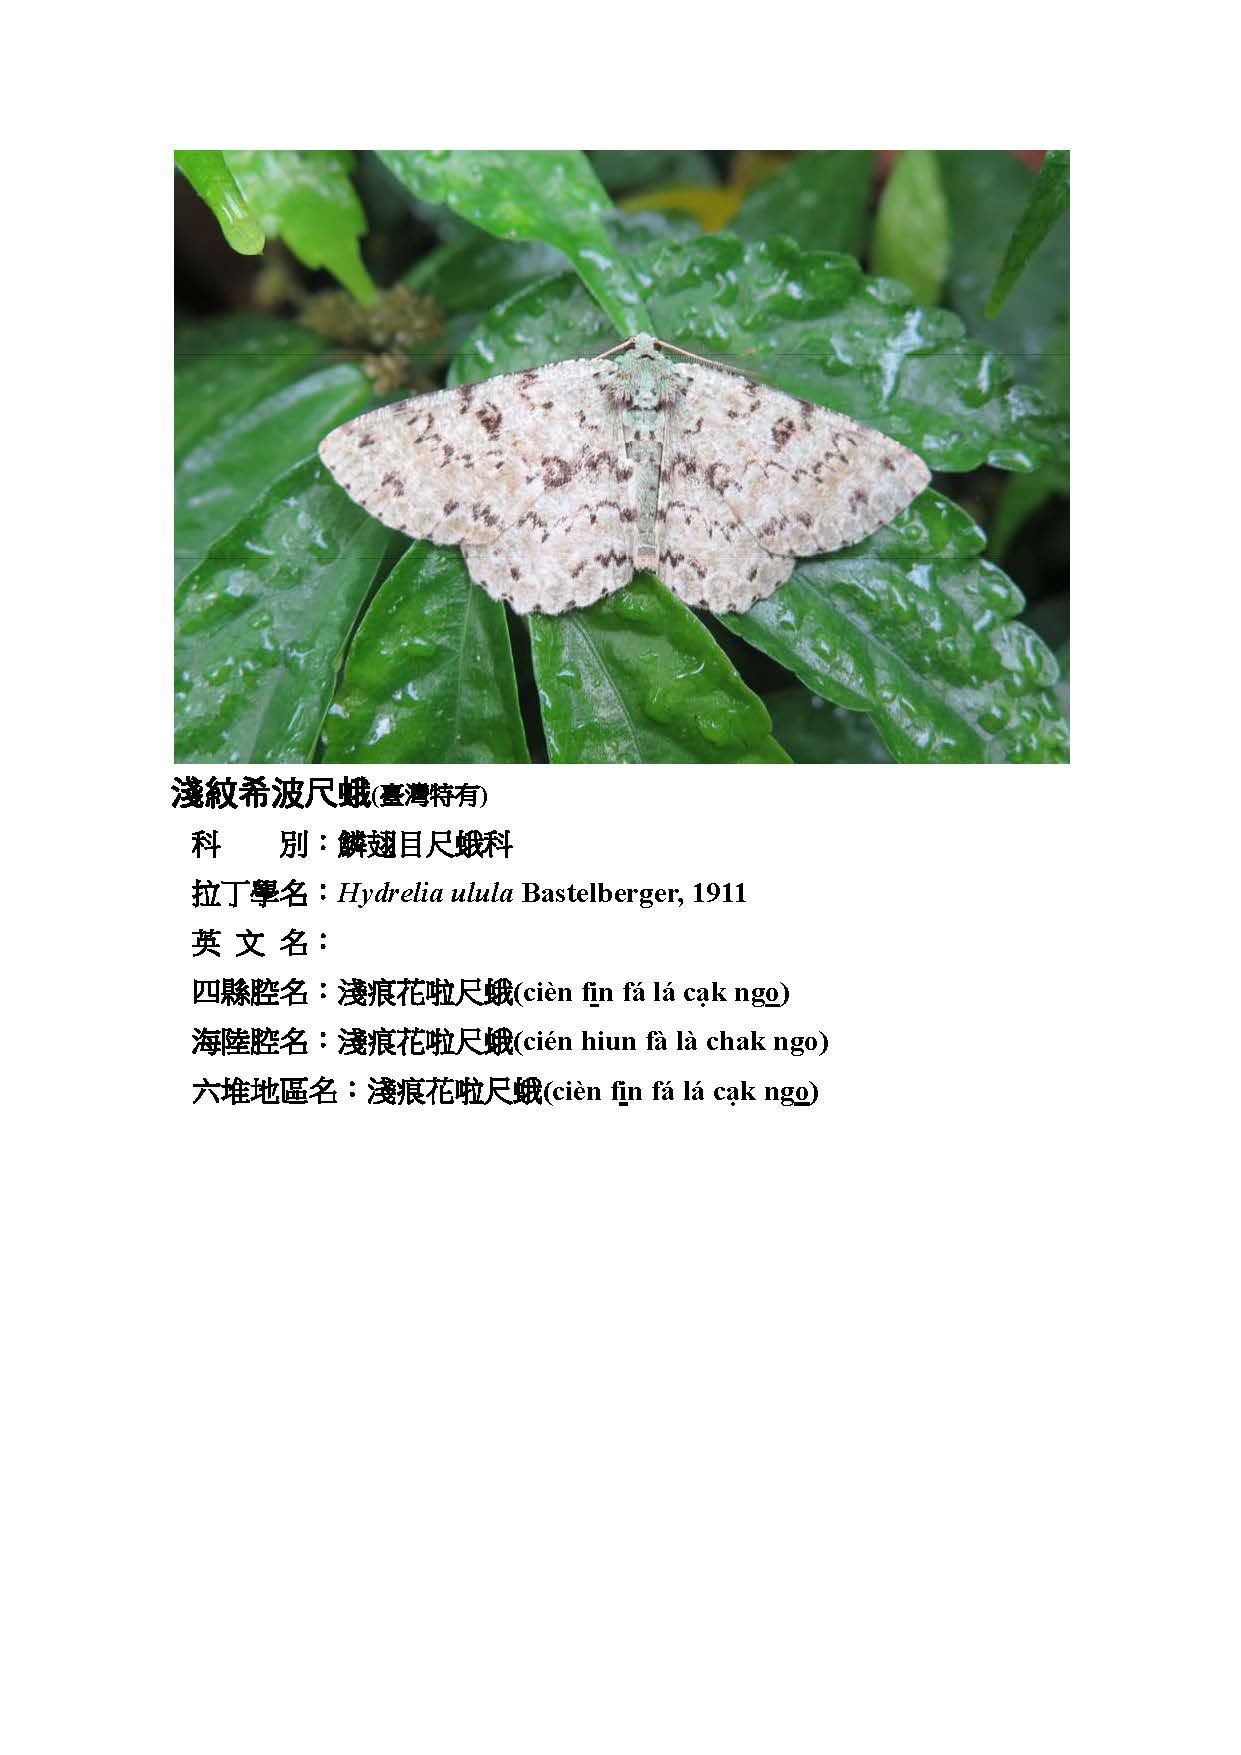 淺紋希波尺蛾(臺灣特有)
科　　別：鱗翅目尺蛾科
拉丁學名：Hydrelia ulula Bastelberger, 1911
英 文 名：
四縣腔名：淺痕花啦尺蛾(cièn fi̲n fá lá cạk ngo̲)
海陸腔名：淺痕花啦尺蛾(cién hiun fà là chak ngo)
六堆地區名：淺痕花啦尺蛾(cièn fi̲n fá lá cạk ngo̲)